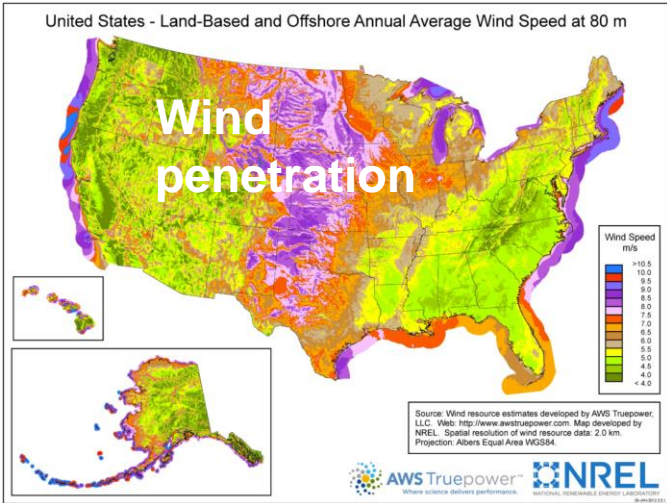 United States - Land-Based and Offshore Annual Average Wind Speed at 80 m
Wind
penetration
Wind Speed
m/s
>10.5
10.0
9.5
9.0
8.5
8.0
7.5
7.0
6.5
6.0
5.5
5.0
4.5
4.0
< 4.0
Source: Wind resource estimates developed by AWS Truepower,
LLC. Web: http://www.awstruepower.com. Map developed by
NREL. Spatial resolution of wind resource data: 2.0 km.
Projection: Albers Equal Area WGS84.
AWS Truepower™
Where science delivers performance.
NREL
NATIONAL RENEWABLE ENERGY LABORATORY